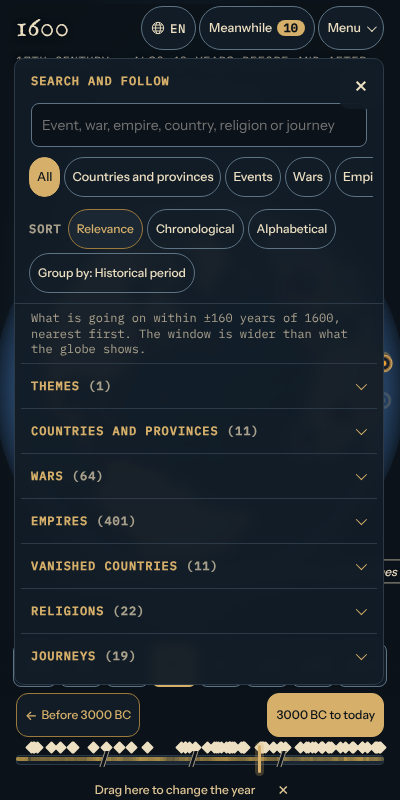 1600
EN
Meanwhile 10
Menu
SEARCH AND FOLLOW
×
Event, war, empire, country, religion or journey
All
Countries and provinces
Events
Wars
Empi
SORT
Relevance
Chronological
Alphabetical
Group by: Historical period
What is going on within ±160 years of 1600,
nearest first. The window is wider than what
the globe shows.
THEMES (1)
COUNTRIES AND PROVINCES (11)
WARS (64)
EMPIRES (401)
VANISHED COUNTRIES (11)
RELIGIONS (22)
JOURNEYS (19)
← Before 3000 BC
3000 BC to today
Drag here to change the year ×